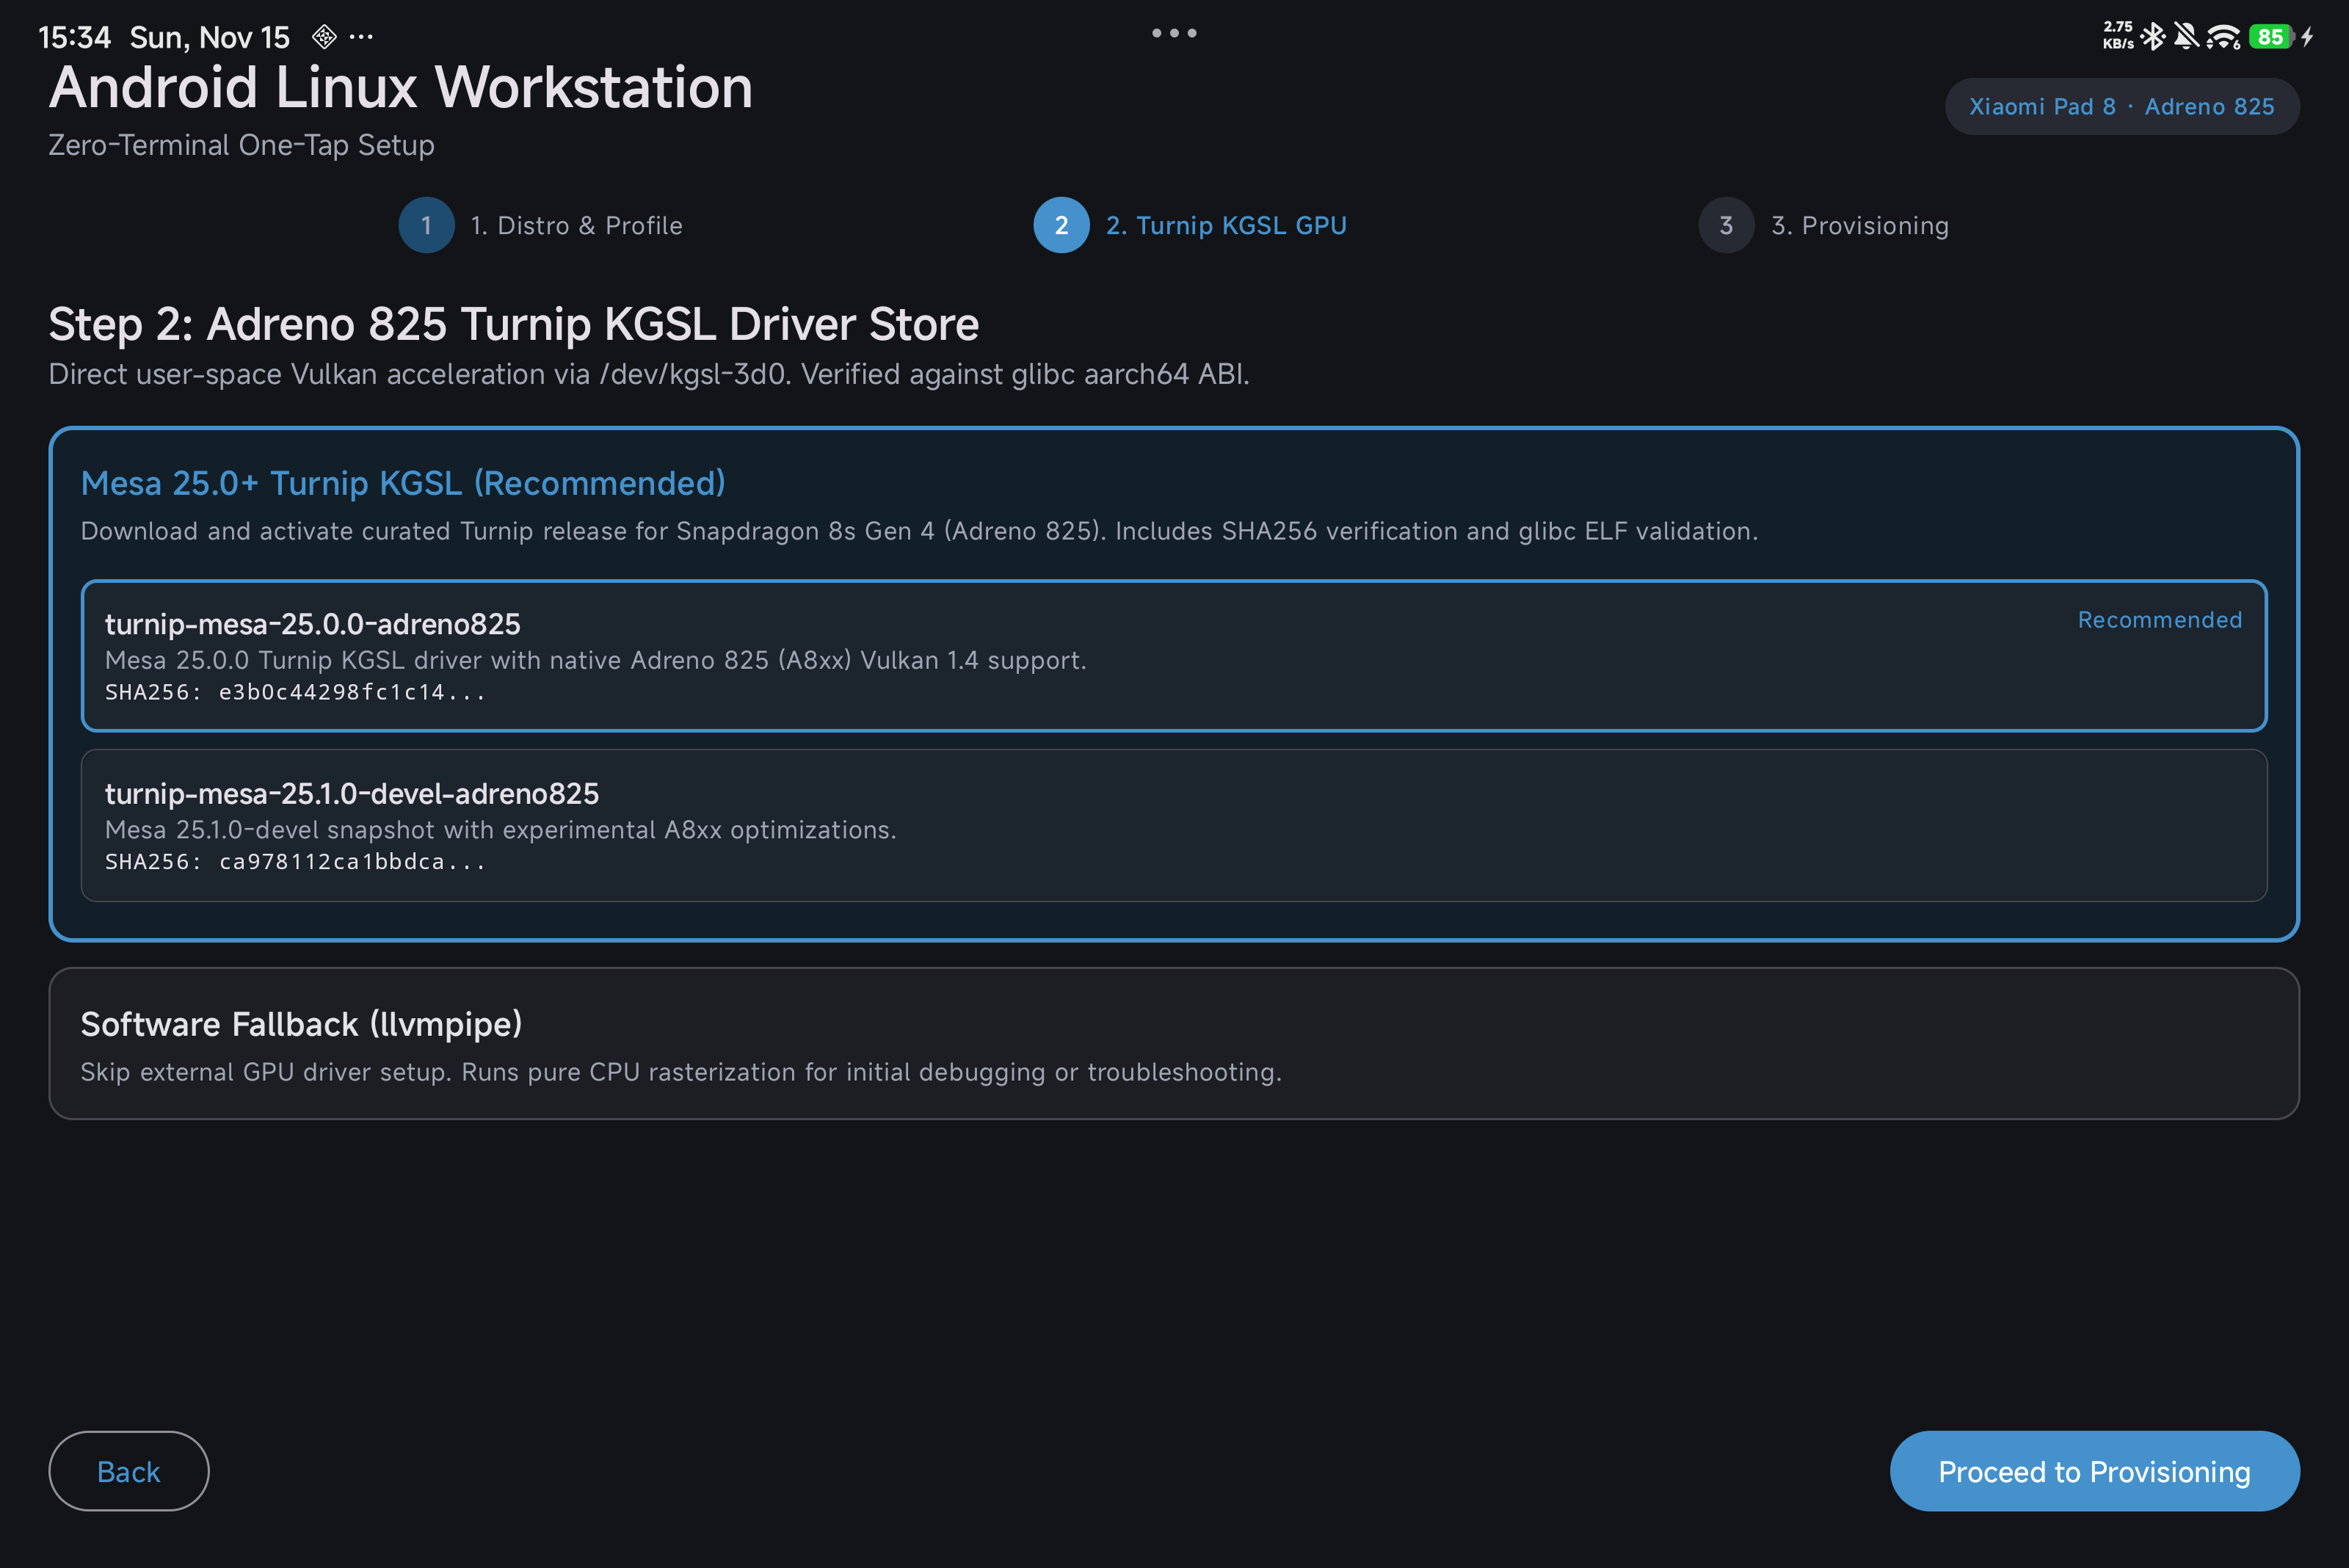 15:34 Sun, Nov 15 ...
2.75 KB/s 6 85
Android Linux Workstation
Zero-Terminal One-Tap Setup
Xiaomi Pad 8 · Adreno 825
1 1. Distro & Profile
2 2. Turnip KGSL GPU
3 3. Provisioning
Step 2: Adreno 825 Turnip KGSL Driver Store
Direct user-space Vulkan acceleration via /dev/kgsl-3d0. Verified against glibc aarch64 ABI.
Mesa 25.0+ Turnip KGSL (Recommended)
Download and activate curated Turnip release for Snapdragon 8s Gen 4 (Adreno 825). Includes SHA256 verification and glibc ELF validation.
turnip-mesa-25.0.0-adreno825
Recommended
Mesa 25.0.0 Turnip KGSL driver with native Adreno 825 (A8xx) Vulkan 1.4 support.
SHA256: e3b0c44298fc1c14...
turnip-mesa-25.1.0-devel-adreno825
Mesa 25.1.0-devel snapshot with experimental A8xx optimizations.
SHA256: ca978112ca1bbdca...
Software Fallback (llvmpipe)
Skip external GPU driver setup. Runs pure CPU rasterization for initial debugging or troubleshooting.
Back
Proceed to Provisioning